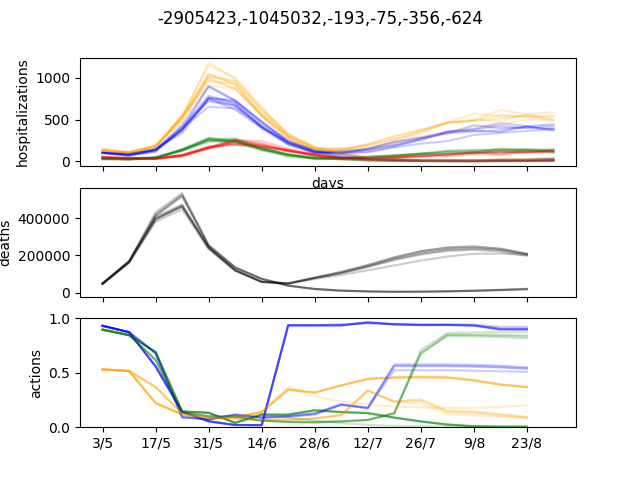 -2905423,-1045032,-193,-75,-356,-624
hospitalizations
1000
500
0
days
deaths
400000
200000
0
actions
1.0
0.5
0.0
3/5 17/5 31/5 14/6 28/6 12/7 26/7 9/8 23/8